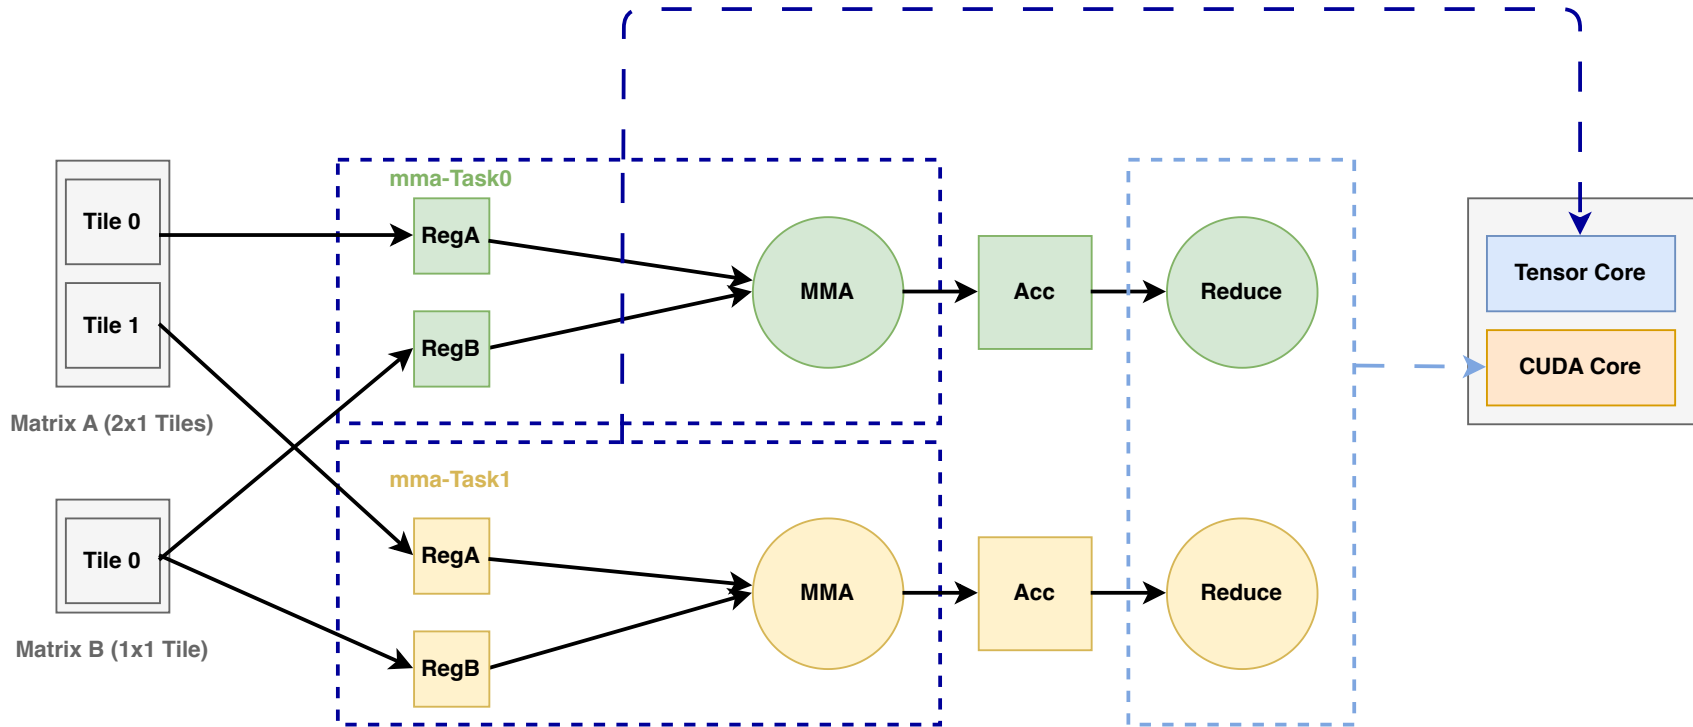 mma-Task0
Tile 0
RegA
Tensor Core
MMA
Acc
Reduce
Tile 1
RegB
CUDA Core
Matrix A (2x1 Tiles)
mma-Task1
Tile 0
RegA
MMA
Acc
Reduce
Matrix B (1x1 Tile)
RegB